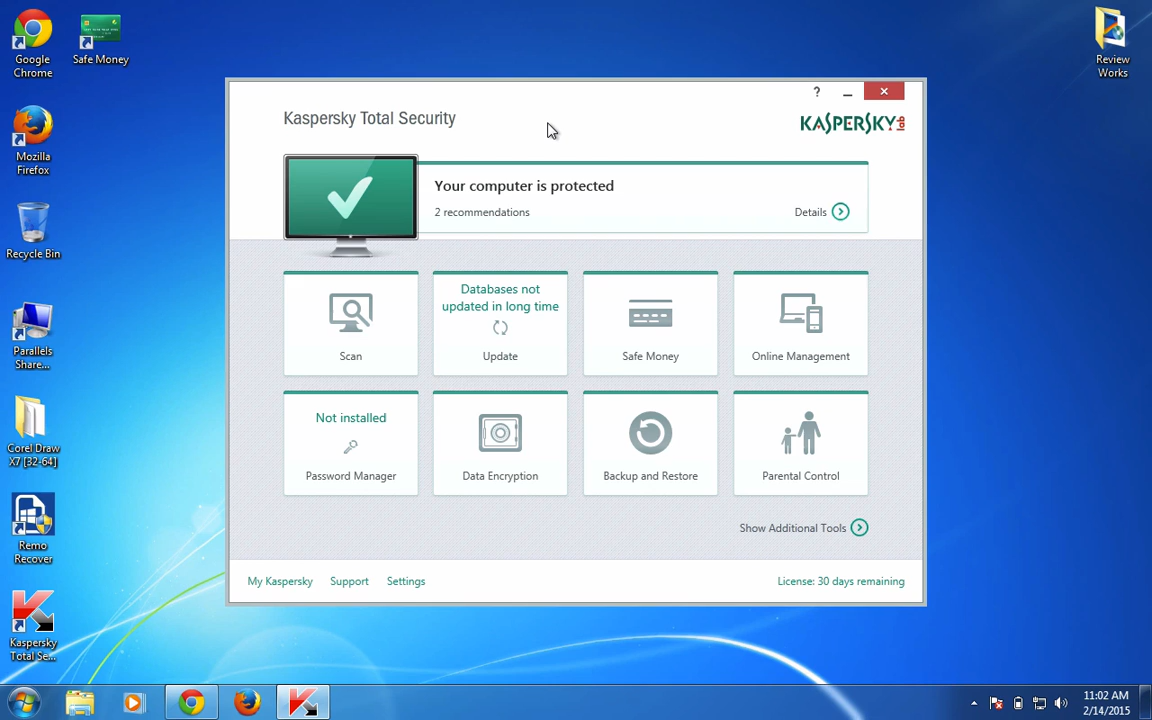 Google
Chrome
Safe Money
Mozilla
Firefox
Recycle Bin
Parallels
Share...
Corel Draw
X7 [32-64]
Remo
Recover
Kaspersky
Total Se...
Review
Works
?
Kaspersky Total Security
KASPERSKY lab
Your computer is protected
2 recommendations
Details
Scan
Databases not
updated in long time
Update
Safe Money
Online Management
Not installed
Password Manager
Data Encryption
Backup and Restore
Parental Control
Show Additional Tools
My Kaspersky
Support
Settings
License: 30 days remaining
11:02 AM
2/14/2015